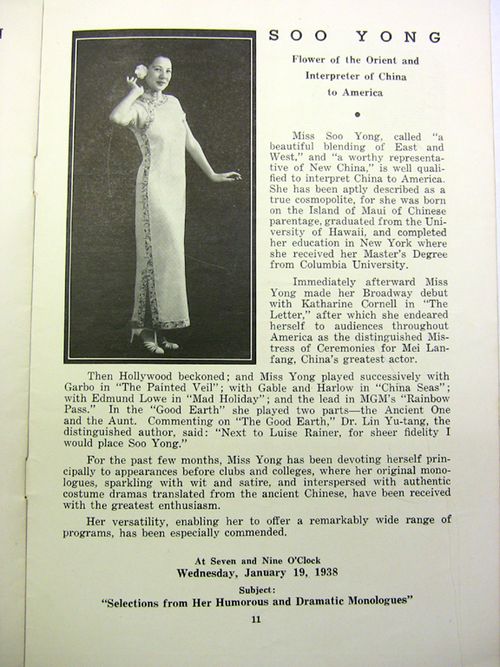 SOO YONG
Flower of the Orient and
Interpreter of China
to America
Miss Soo Yong, called "a
beautiful blending of East and
West," and "a worthy representa-
tive of New China," is well quali-
fied to interpret China to America.
She has been aptly described as a
true cosmopolite, for she was born
on the Island of Maui of Chinese
parentage, graduated from the Uni-
versity of Hawaii, and completed
her education in New York where
she received her Master's Degree
from Columbia University.
Immediately afterward Miss
Yong made her Broadway debut
with Katharine Cornell in "The
Letter," after which she endeared
herself to audiences throughout
America as the distinguished Mis-
tress of Ceremonies for Mei Lan-
fang, China's greatest actor.
Then Hollywood beckoned; and Miss Yong played successively with
Garbo in "The Painted Veil"; with Gable and Harlow in "China Seas";
with Edmund Lowe in "Mad Holiday"; and the lead in MGM's "Rainbow
Pass." In the "Good Earth" she played two parts—the Ancient One
and the Aunt. Commenting on "The Good Earth," Dr. Lin Yu-tang, the
distinguished author, said: "Next to Luise Rainer, for sheer fidelity I
would place Soo Yong."
For the past few months, Miss Yong has been devoting herself prin-
cipally to appearances before clubs and colleges, where her original mono-
logues, sparkling with wit and satire, and interspersed with authentic
costume dramas translated from the ancient Chinese, have been received
with the greatest enthusiasm.
Her versatility, enabling her to offer a remarkably wide range of
programs, has been especially commended.
At Seven and Nine O'Clock
Wednesday, January 19, 1938
Subject:
"Selections from Her Humorous and Dramatic Monologues"
11